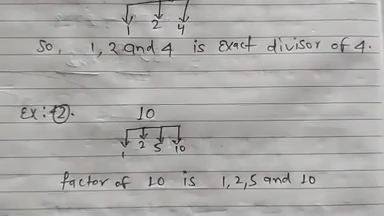 1 2 4
So, 1, 2 and 4 is exact divisor of 4.
Ex: 2.
10
1 2 5 10
factor of 10 is 1, 2, 5 and 10